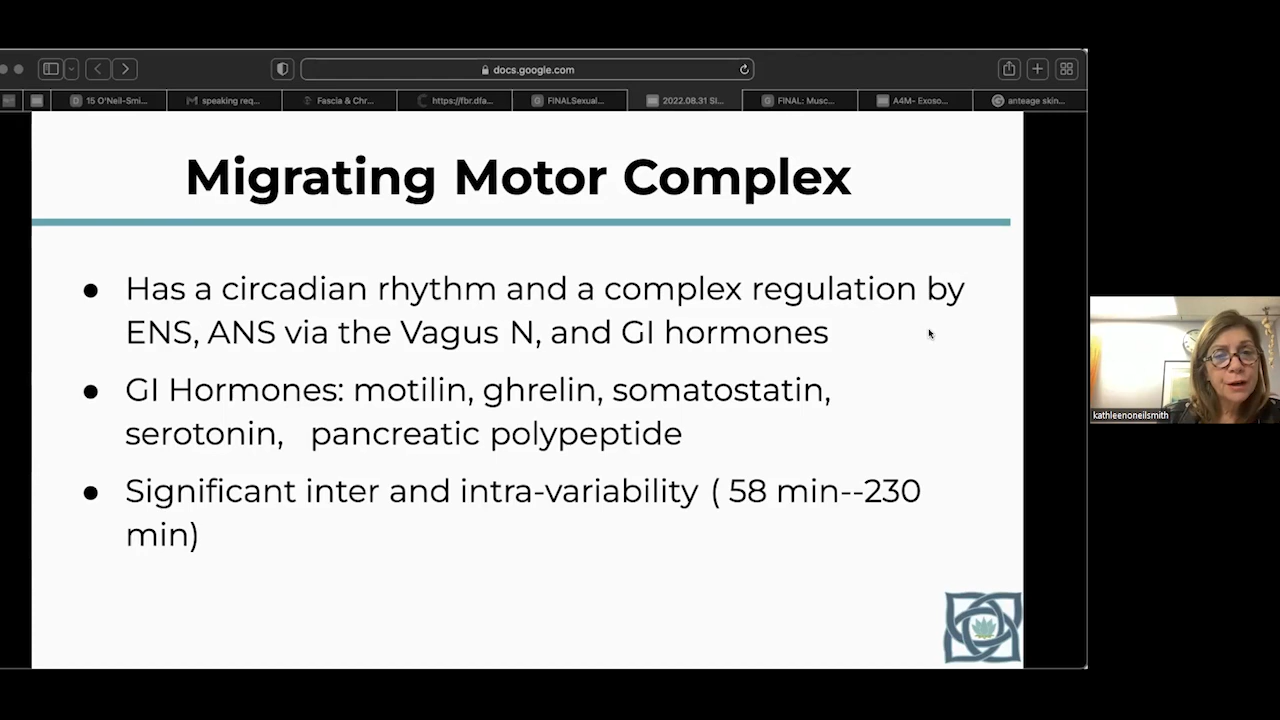 docs.google.com
15 O'Neil-Smi...
speaking req...
Fascia & Chr...
https://fbr.dfa...
FINALSexual...
2022.08.31 Si...
FINAL: Musc...
A4M- Exoso...
anteage skin...
Migrating Motor Complex
● Has a circadian rhythm and a complex regulation by
ENS, ANS via the Vagus N, and GI hormones
● GI Hormones: motilin, ghrelin, somatostatin,
serotonin, pancreatic polypeptide
● Significant inter and intra-variability ( 58 min--230
min)
kathleenoneilsmith